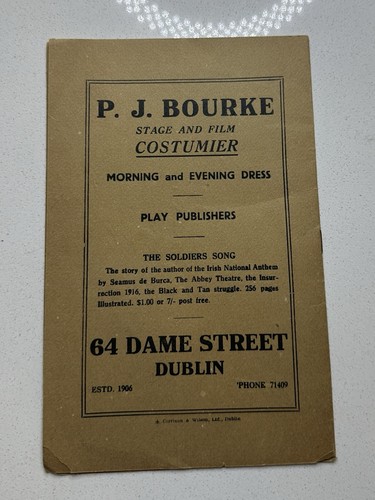 P. J. BOURKE
STAGE AND FILM
COSTUMIER
MORNING and EVENING DRESS
PLAY PUBLISHERS
THE SOLDIERS SONG
The story of the author of the Irish National Anthem
by Seamus de Burca, The Abbey Theatre, the Insur-
rection 1916, the Black and Tan struggle. 256 pages
Illustrated. $1.00 or 7/- post free.
64 DAME STREET
DUBLIN
ESTD. 1906 'PHONE 71409
& Wilson, Ltd., Dublin.